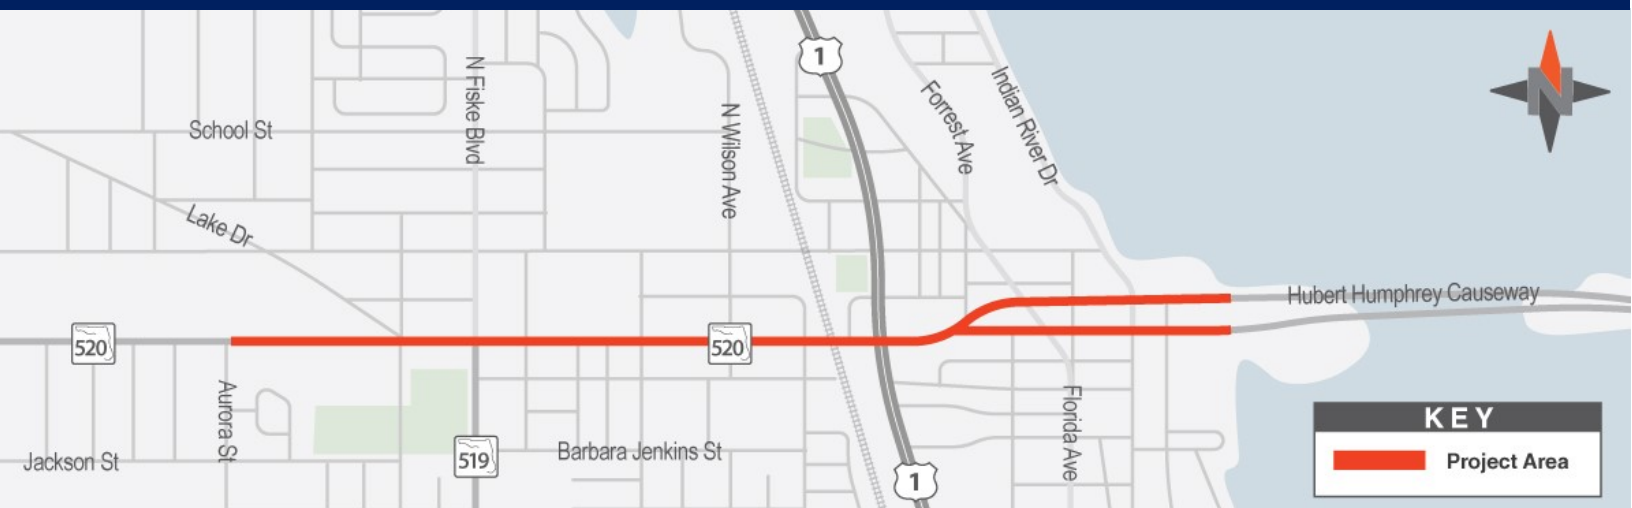 1
N
N Fiske Blvd
Forrest Ave
Indian River Dr
School St
N Wilson Ave
Lake Dr
Hubert Humphrey Causeway
520
520
Aurora St
Florida Ave
KEY
Project Area
Jackson St
519
Barbara Jenkins St
1